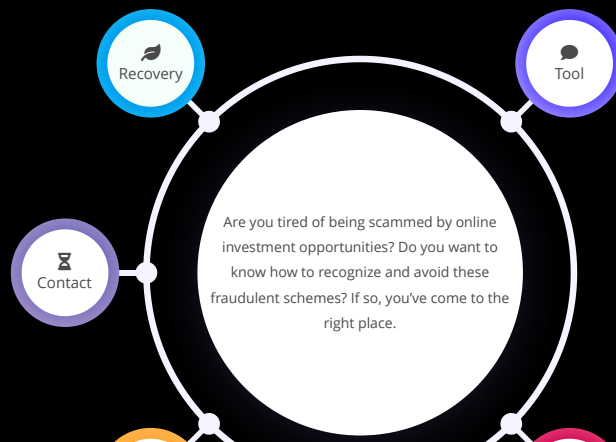 Recovery
Tool
Are you tired of being scammed by online
investment opportunities? Do you want to
know how to recognize and avoid these
fraudulent schemes? If so, you’ve come to the
right place.
Contact